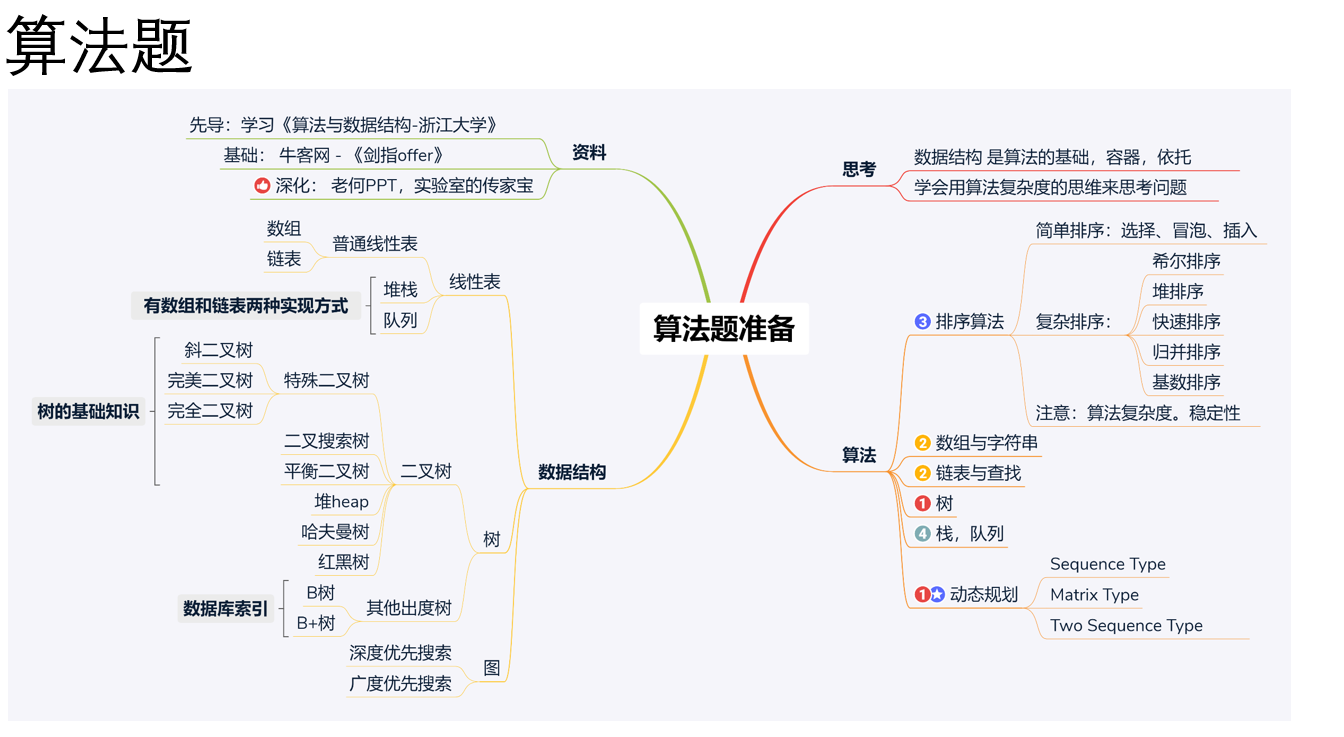 算法题
先导：学习《算法与数据结构-浙江大学》
基础： 牛客网 - 《剑指offer》
深化： 老何PPT，实验室的传家宝
资料
数组
链表
普通线性表
堆栈
队列
有数组和链表两种实现方式
线性表
斜二叉树
完美二叉树
完全二叉树
特殊二叉树
树的基础知识
二叉搜索树
平衡二叉树
堆heap
哈夫曼树
红黑树
二叉树
B树
B+树
数据库索引
其他出度树
树
深度优先搜索
广度优先搜索
图
数据结构
算法题准备
思考
数据结构 是算法的基础，容器，依托
学会用算法复杂度的思维来思考问题
算法
3 排序算法
简单排序：选择、冒泡、插入
复杂排序：
希尔排序
堆排序
快速排序
归并排序
基数排序
注意：算法复杂度。稳定性
2 数组与字符串
2 链表与查找
1 树
4 栈，队列
1 动态规划
Sequence Type
Matrix Type
Two Sequence Type